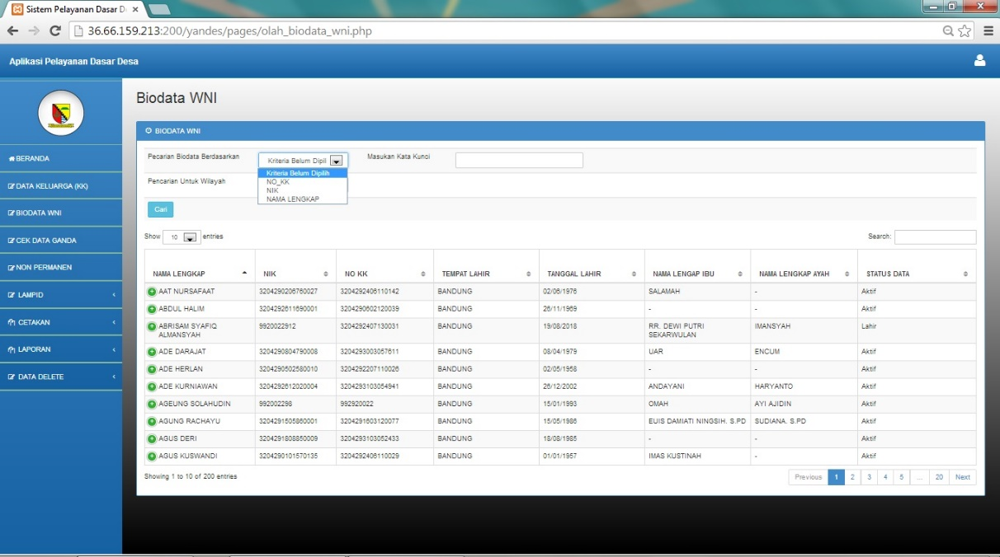 Sistem Pelayanan Dasar D
36.66.159.213:200/yandes/pages/olah_biodata_wni.php
Aplikasi Pelayanan Dasar Desa
BERANDA
DATA KELUARGA (KK)
BIODATA WNI
CEK DATA GANDA
NON PERMANEN
LAMPID
CETAKAN
LAPORAN
DATA DELETE
Biodata WNI
BIODATA WNI
Pecarian Biodata Berdasarkan Kriteria Belum Dipil Masukan Kata Kunci
Kriteria Belum Dipilih
NO_KK
NIK
NAMA LENGKAP
Pencarian Untuk Wilayah
Cari
Show 10 entries Search:
NAMA LENGKAP NIK NO KK TEMPAT LAHIR TANGGAL LAHIR NAMA LENGAP IBU NAMA LENGKAP AYAH STATUS DATA
AAT NURSAFAAT 3204290206760027 3204292406110142 BANDUNG 02/06/1976 SALAMAH - Aktif
ABDUL HALIM 3204292611690001 3204290602120039 BANDUNG 26/11/1969 - - Aktif
ABRISAM SYAFIQ 9920022912 3204292407130031 BANDUNG 19/08/2018 RR. DEWI PUTRI IMANSYAH Lahir
ALMANSYAH SEKARWULAN
ADE DARAJAT 3204290804790008 3204293003057611 BANDUNG 08/04/1979 UAR ENCUM Aktif
ADE HERLAN 3204290502580010 3204292207110026 BANDUNG 02/05/1958 - - Aktif
ADE KURNIAWAN 3204292612020004 3204293103054941 BANDUNG 26/12/2002 ANDAYANI HARYANTO Aktif
AGEUNG SOLAHUDIN 992002298 992920022 BANDUNG 15/01/1993 OMAH AYI AJIDIN Aktif
AGUNG RACHAYU 3204291505860001 3204291603120077 BANDUNG 15/05/1986 EUIS DAMIATI NINGSIH. S.PD SUDIANA. S.PD Aktif
AGUS DERI 3204291808850009 3204293103052433 BANDUNG 18/08/1985 - - Aktif
AGUS KUSWANDI 3204290101570135 3204292406110029 BANDUNG 01/01/1957 IMAS KUSTINAH - Aktif
Showing 1 to 10 of 200 entries Previous 1 2 3 4 5 ... 20 Next